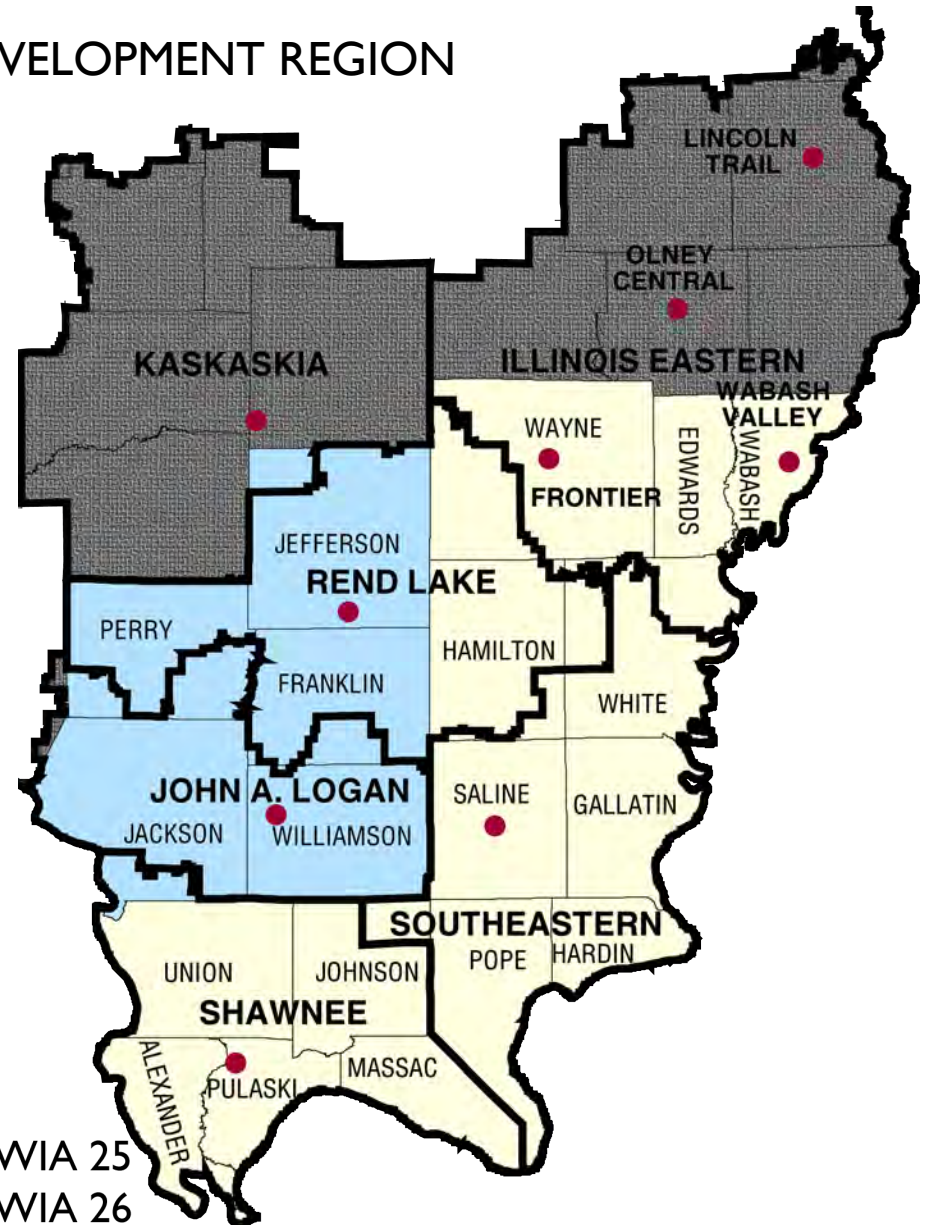 VELOPMENT REGION
LINCOLN
TRAIL
OLNEY
CENTRAL
KASKASKIA
ILLINOIS EASTERN
WABASH
VALLEY
WAYNE
EDWARDS
WABASH
FRONTIER
JEFFERSON
REND LAKE
PERRY
HAMILTON
FRANKLIN
WHITE
JOHN A. LOGAN
SALINE
GALLATIN
JACKSON
WILLIAMSON
SOUTHEASTERN
POPE
HARDIN
UNION
JOHNSON
SHAWNEE
ALEXANDER
PULASKI
MASSAC
WIA 25
WIA 26